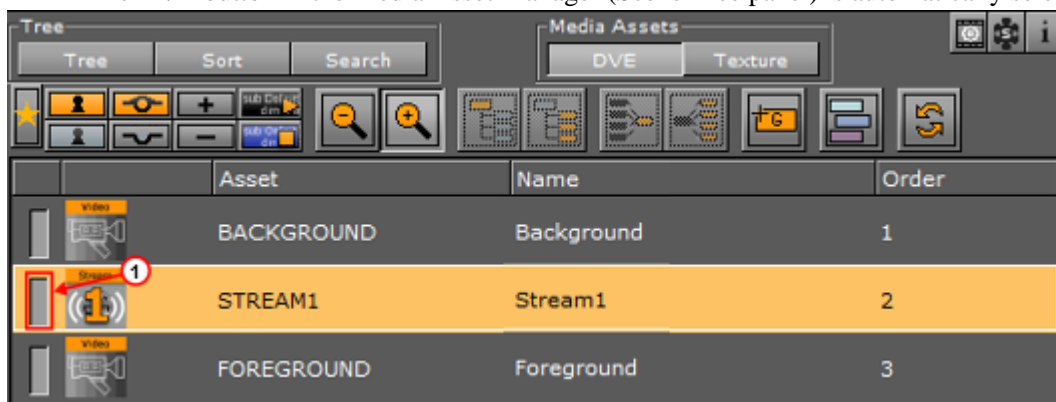 Tree
Media Assets
Tree Sort Search DVE Texture
Asset Name Order
Video
BACKGROUND Background 1
Stream
1
STREAM1 Stream1 2
Video
FOREGROUND Foreground 3